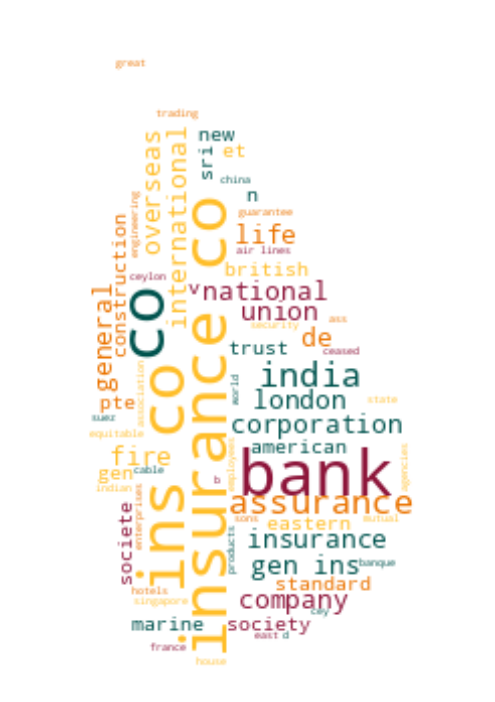 great
trading
new
overseas
international
sri
et
china
n
engineering
guarantee
construction
insurance co
life
air lines
ceylon
british
v
national
general
co
union
ass
security
de
trust
ceased
association
ins co
world
india
pte
london
state
suez
corporation
equitable
american
fire
bank
agencies
employees
gen
cable
b
indian
assurance
enterprises
societe
sons
eastern
mutual
products
insurance
gen ins
banque
hotels
standard
singapore
company
cey
marine
society
east
d
france
house